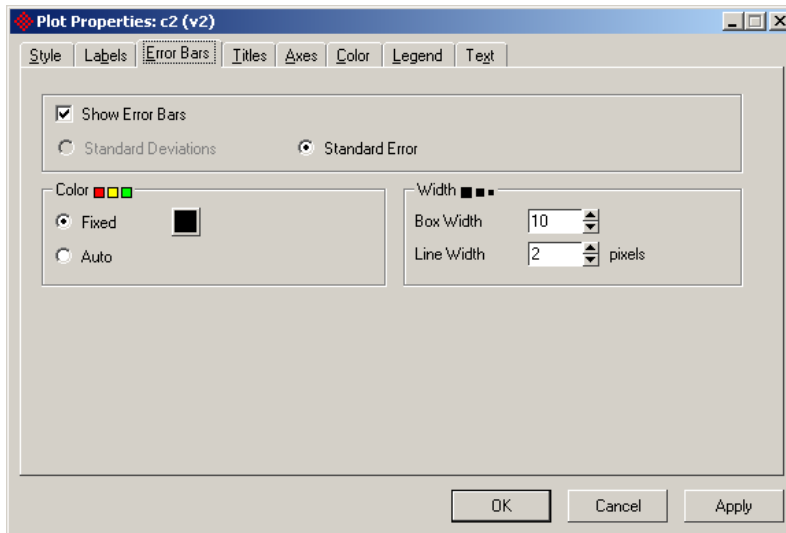 Plot Properties: c2 (v2)
Style Labels Error Bars Titles Axes Color Legend Text
Show Error Bars
Standard Deviations Standard Error
Color Width
Fixed Box Width 10
Auto Line Width 2 pixels
OK Cancel Apply